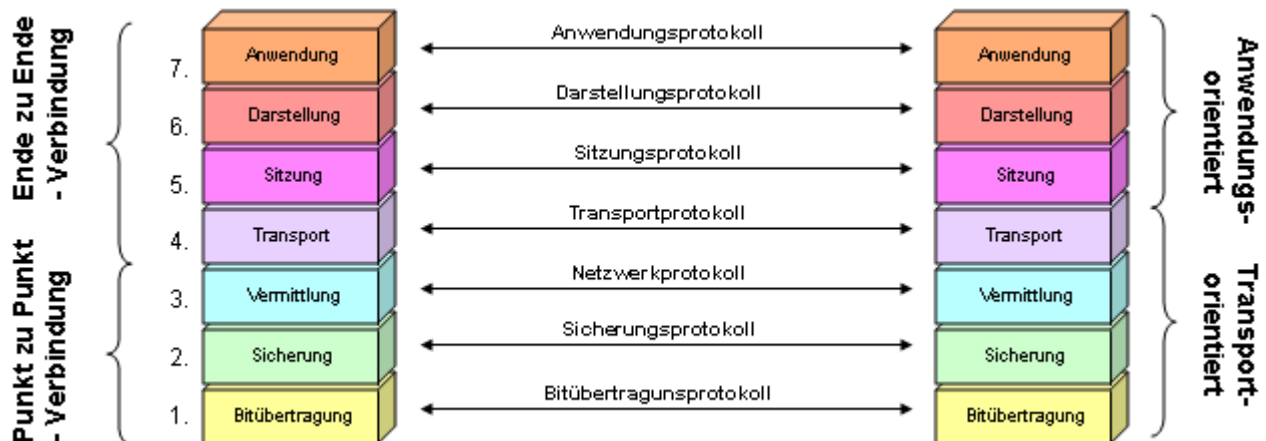 Ende zu Ende
- Verbindung
Punkt zu Punkt
- Verbindung
7.
Anwendung
Anwendungsprotokoll
Anwendung
6.
Darstellung
Darstellungsprotokoll
Darstellung
5.
Sitzung
Sitzungsprotokoll
Sitzung
4.
Transport
Transportprotokoll
Transport
3.
Vermittlung
Netzwerkprotokoll
Vermittlung
2.
Sicherung
Sicherungsprotokoll
Sicherung
1.
Bitübertragung
Bitübertragunsprotokoll
Bitübertragung
Anwendungs-
orientiert
Transport-
orientiert